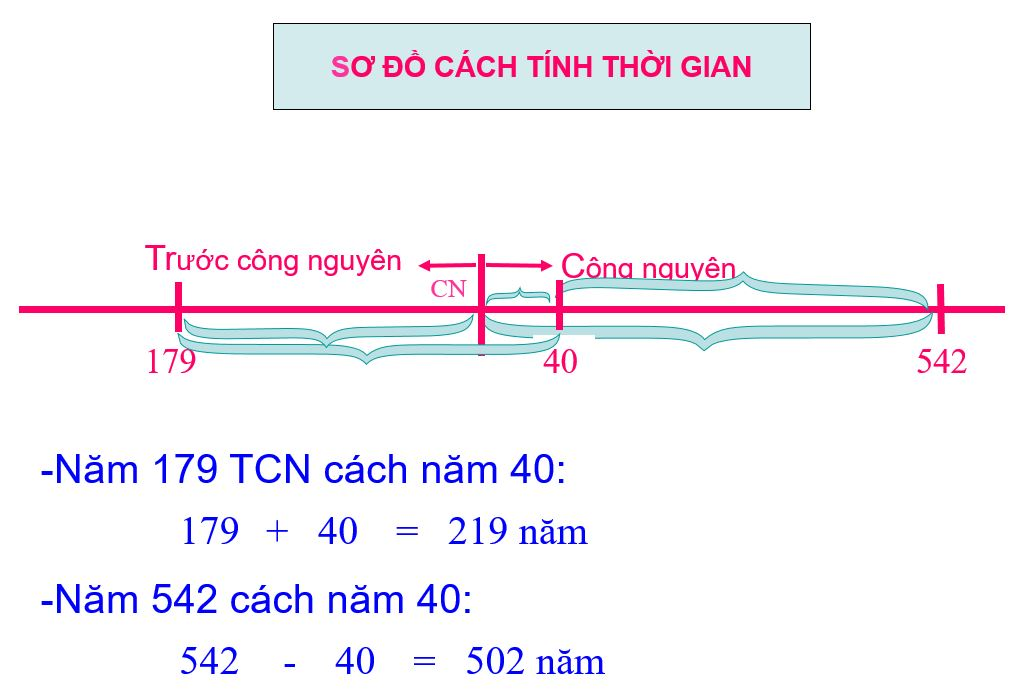 SƠ ĐỒ CÁCH TÍNH THỜI GIAN
Trước công nguyên
Công nguyên
CN
179 40 542
-Năm 179 TCN cách năm 40:
179 + 40 = 219 năm
-Năm 542 cách năm 40:
542 - 40 = 502 năm